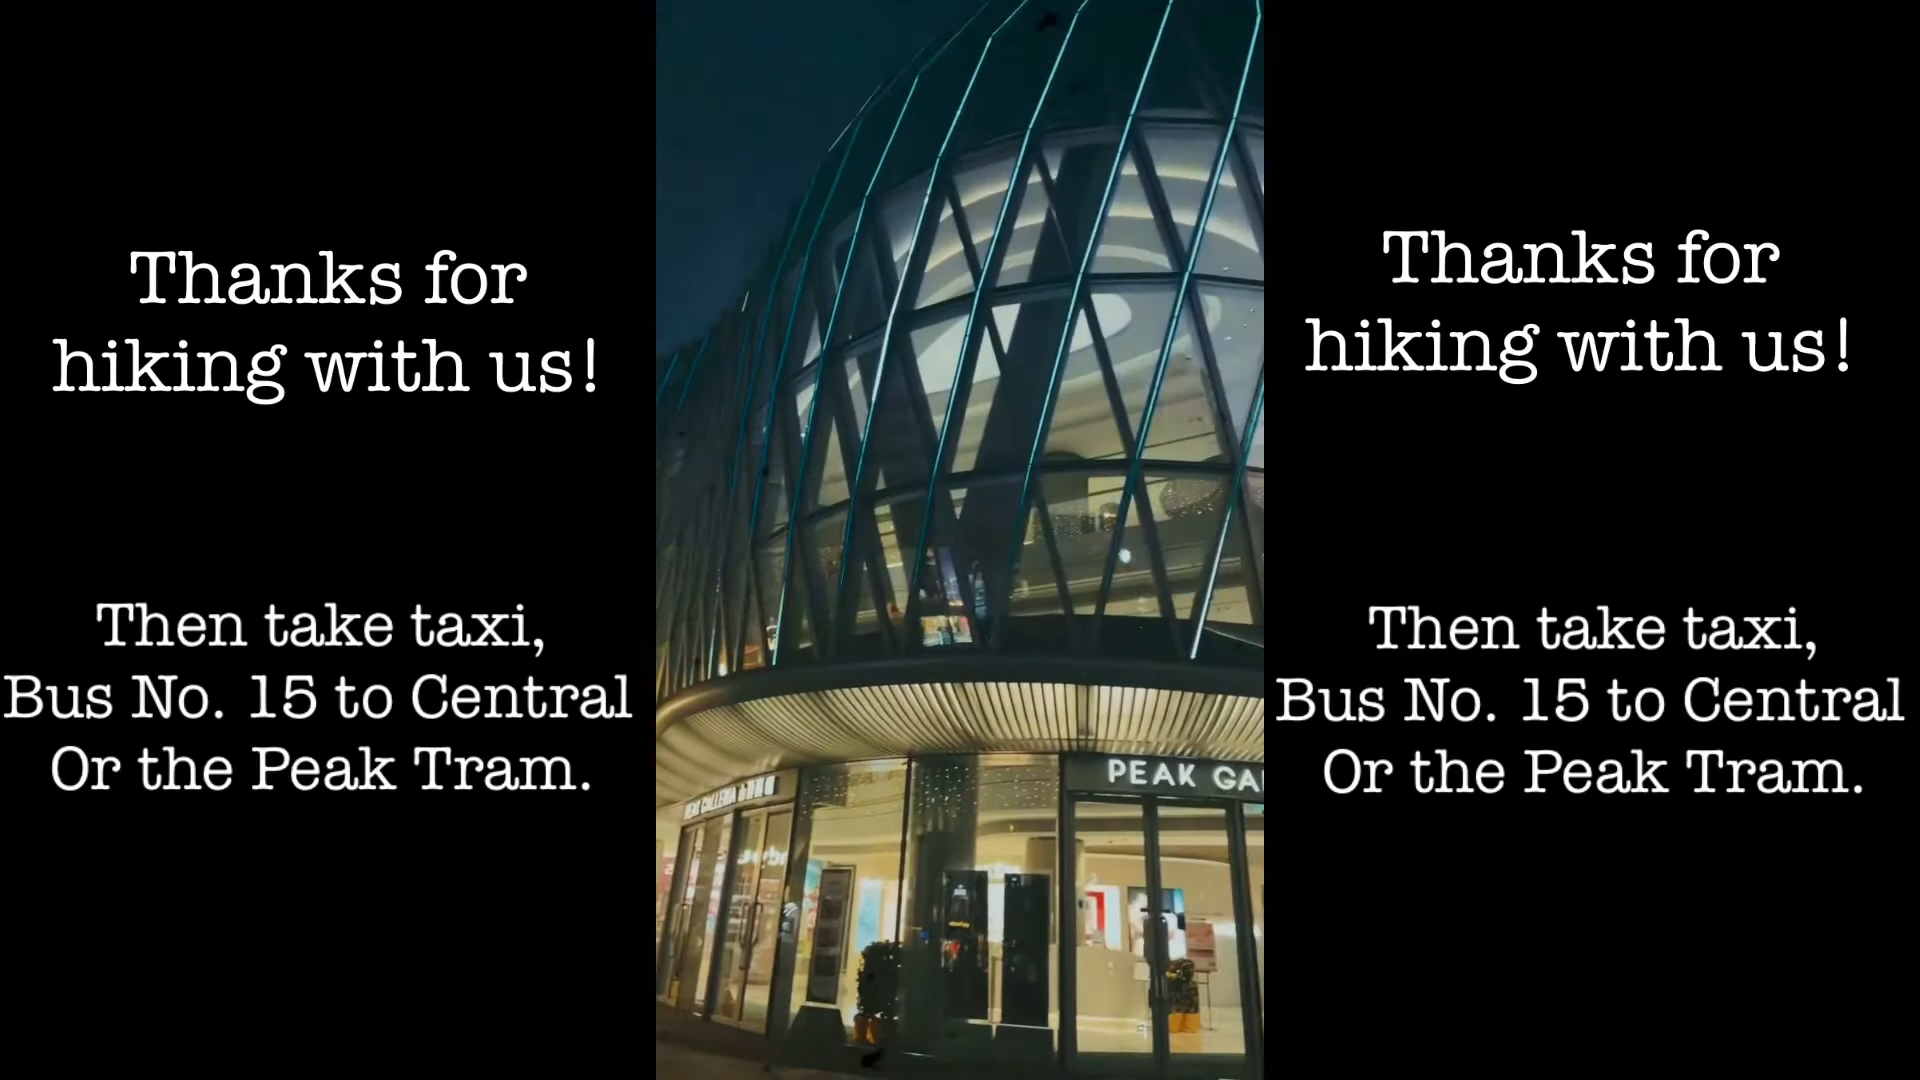 Thanks for
hiking with us!
Then take taxi,
Bus No. 15 to Central
Or the Peak Tram.
PEAK GA
Thanks for
hiking with us!
Then take taxi,
Bus No. 15 to Central
Or the Peak Tram.